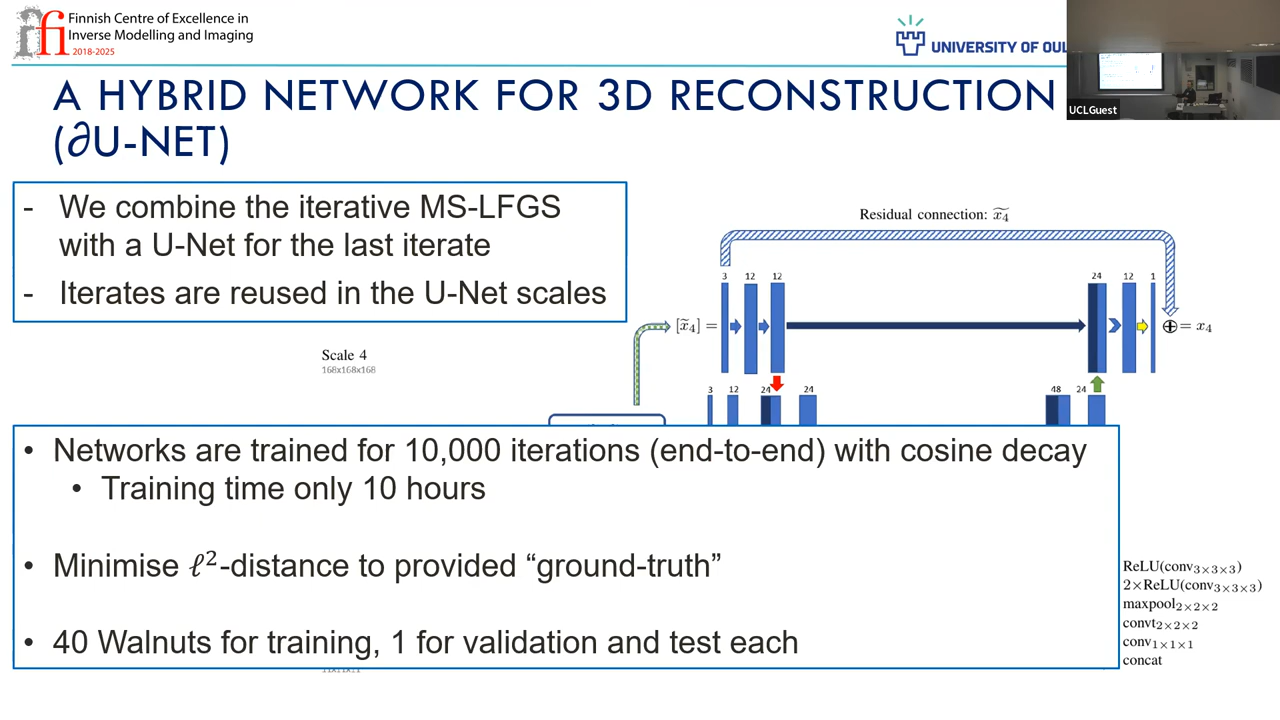 Finnish Centre of Excellence in
Inverse Modelling and Imaging
2018-2025
fi
UNIVERSITY OF OUL
UCLGuest
A HYBRID NETWORK FOR 3D RECONSTRUCTION
(∂U-NET)
- We combine the iterative MS-LFGS
with a U-Net for the last iterate
- Iterates are reused in the U-Net scales
Residual connection: x̃₄
3 12 12 24 12 1
[x̃₄] =
= x₄
Scale 4
168x168x168
3 12 24 24 48 24
• Networks are trained for 10,000 iterations (end-to-end) with cosine decay
• Training time only 10 hours
• Minimise ℓ²-distance to provided “ground-truth”
• 40 Walnuts for training, 1 for validation and test each
ReLU(conv₃ₓ₃ₓ₃)
2×ReLU(conv₃ₓ₃ₓ₃)
maxpool₂ₓ₂ₓ₂
convt₂ₓ₂ₓ₂
conv₁ₓ₁ₓ₁
concat